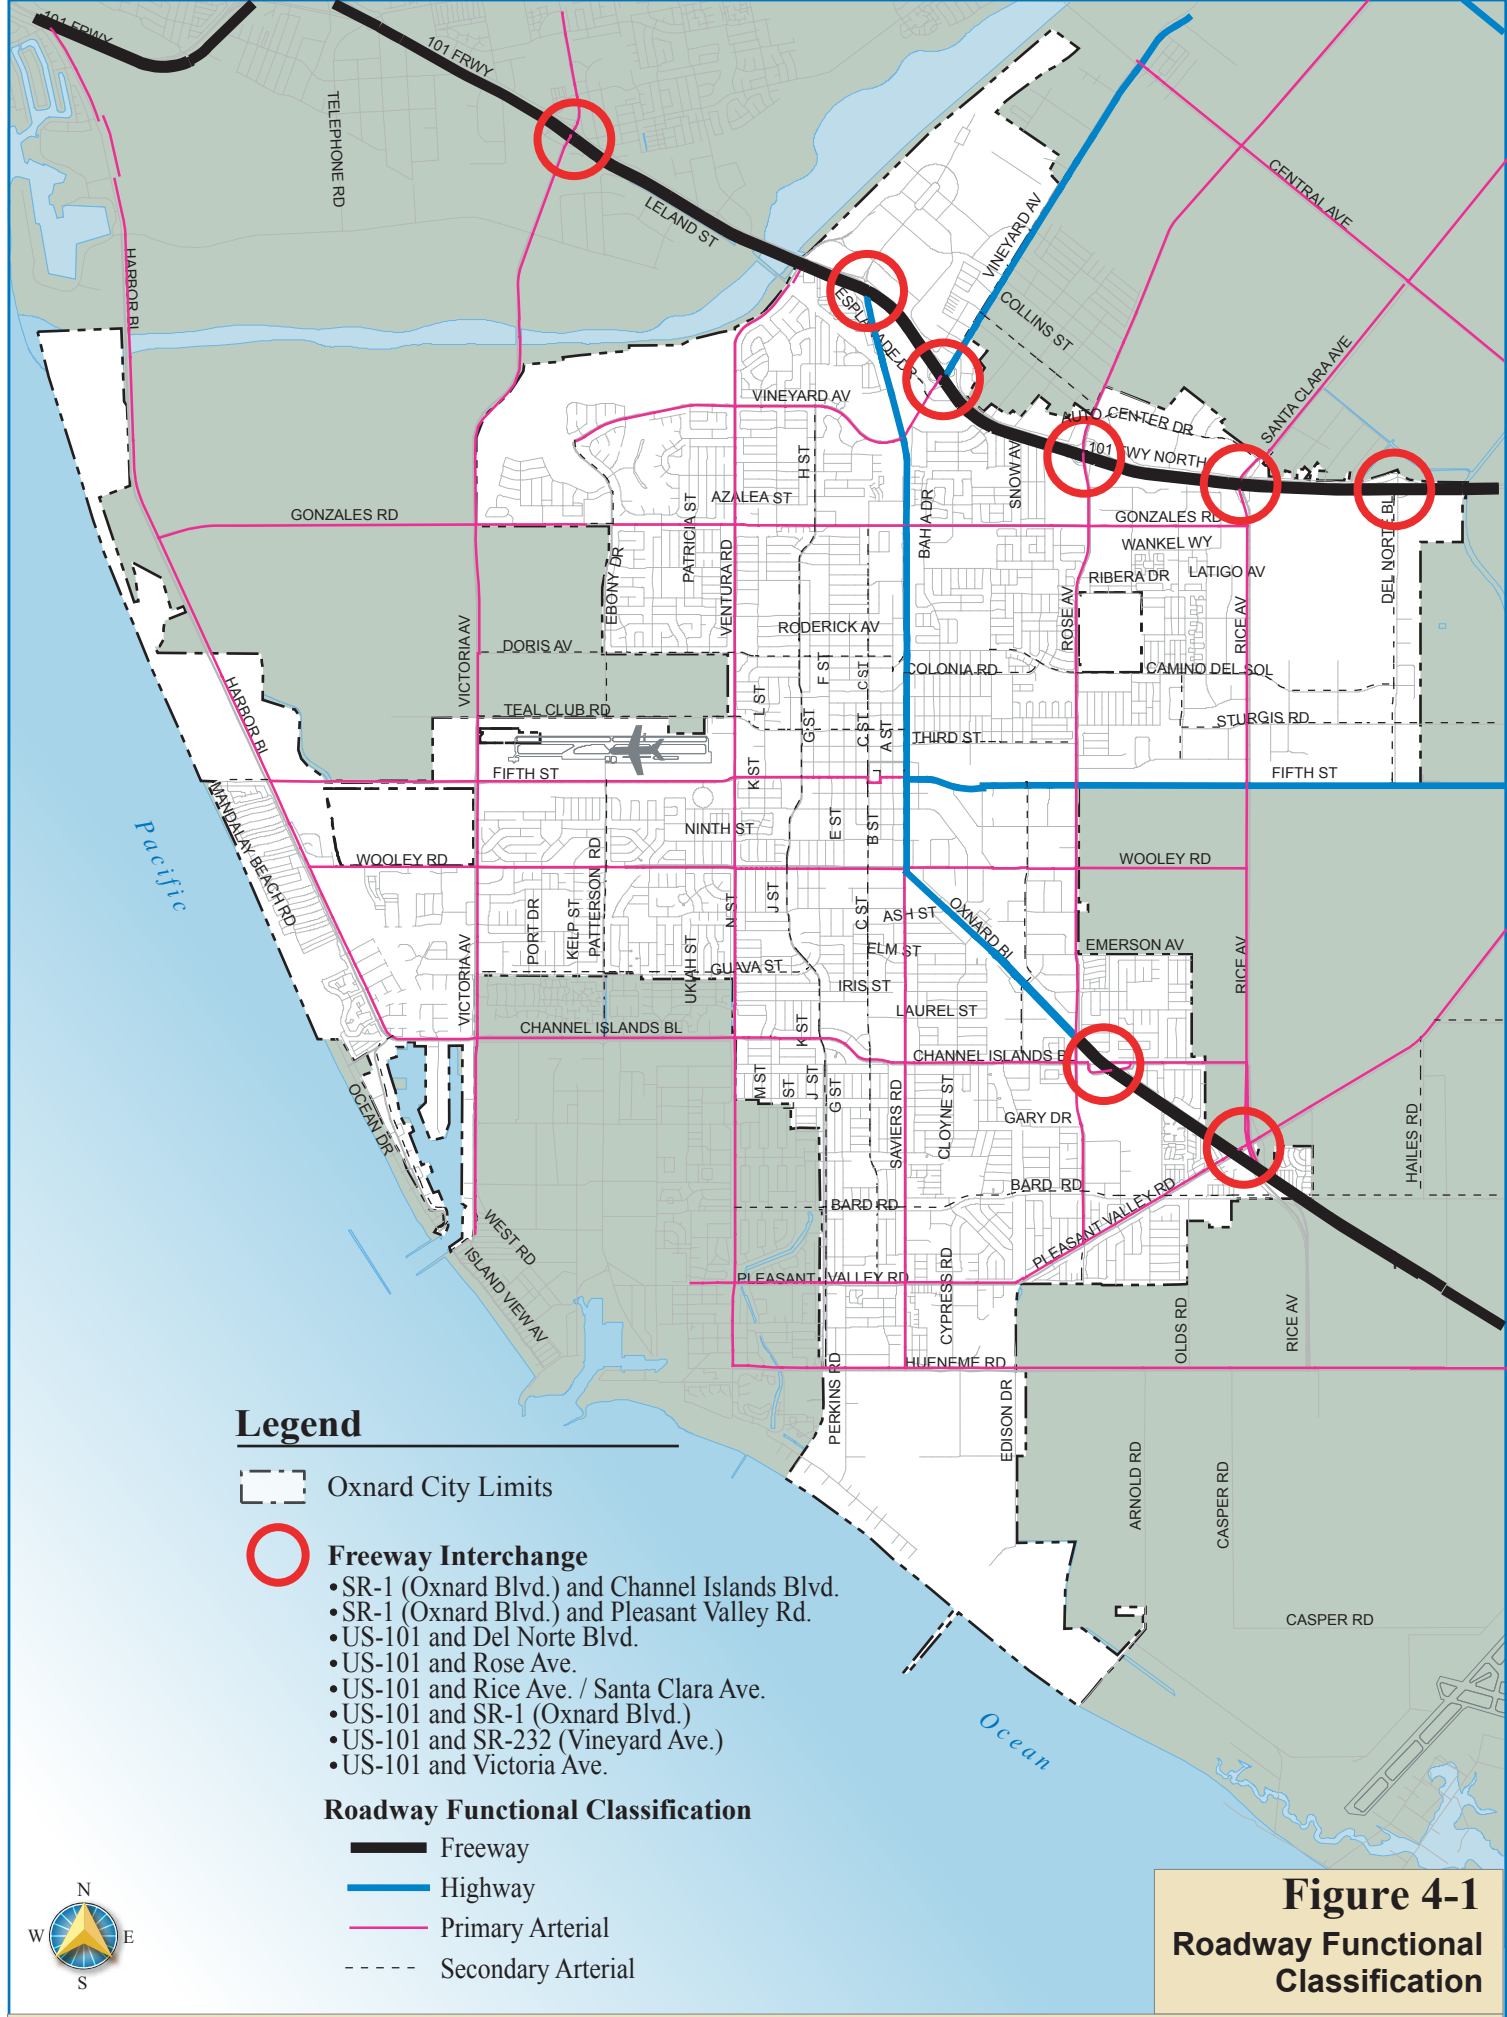 101 FRWY
101 FRWY
TELEPHONE RD
LELAND ST
HARBOR BL
CENTRAL AVE
VINEYARD AV
COLLINS ST
ESPLANADE DR
SANTA CLARA AVE
VINEYARD AV
AUTO CENTER DR
101 FWY NORTH
H ST
SNOW AV
AZALEA ST
PATRICIA ST
BAHIA DR
DEL NORTE BL
GONZALES RD
GONZALES RD
WANKEL WY
EBONY DR
VENTURA RD
RIBERA DR
LATIGO AV
ROSE AV
RICE AV
RODERICK AV
VICTORIA AV
DORIS AV
F ST
C ST
COLONIA RD
CAMINO DEL SOL
HARBOR BL
L ST
TEAL CLUB RD
G ST
C ST
A ST
THIRD ST
STURGIS RD
FIFTH ST
K ST
FIFTH ST
MANDALAY BEACH RD
NINTH ST
E ST
B ST
Pacific
WOOLEY RD
PATTERSON RD
WOOLEY RD
J ST
N ST
C ST
ASH ST
OXNARD BL
PORT DR
KELP ST
VICTORIA AV
UKIAH ST
GUAVA ST
ELM ST
EMERSON AV
RICE AV
IRIS ST
LAUREL ST
CHANNEL ISLANDS BL
K ST
CHANNEL ISLANDS BL
M ST
ST
J ST
G ST
SAVIERS RD
CLOYNE ST
GARY DR
OCEAN DR
HAILES RD
BARD RD
BARD RD
PLEASANT VALLEY RD
WEST RD
ISLAND VIEW AV
PLEASANT VALLEY RD
CYPRESS RD
OLDS RD
RICE AV
HUENEME RD
PERKINS RD
EDISON DR
ARNOLD RD
CASPER RD
CASPER RD
Ocean
Legend
Oxnard City Limits
Freeway Interchange
• SR-1 (Oxnard Blvd.) and Channel Islands Blvd.
• SR-1 (Oxnard Blvd.) and Pleasant Valley Rd.
• US-101 and Del Norte Blvd.
• US-101 and Rose Ave.
• US-101 and Rice Ave. / Santa Clara Ave.
• US-101 and SR-1 (Oxnard Blvd.)
• US-101 and SR-232 (Vineyard Ave.)
• US-101 and Victoria Ave.
Roadway Functional Classification
Freeway
Highway
Primary Arterial
Secondary Arterial
N
W
E
S
Figure 4-1
Roadway Functional
Classification